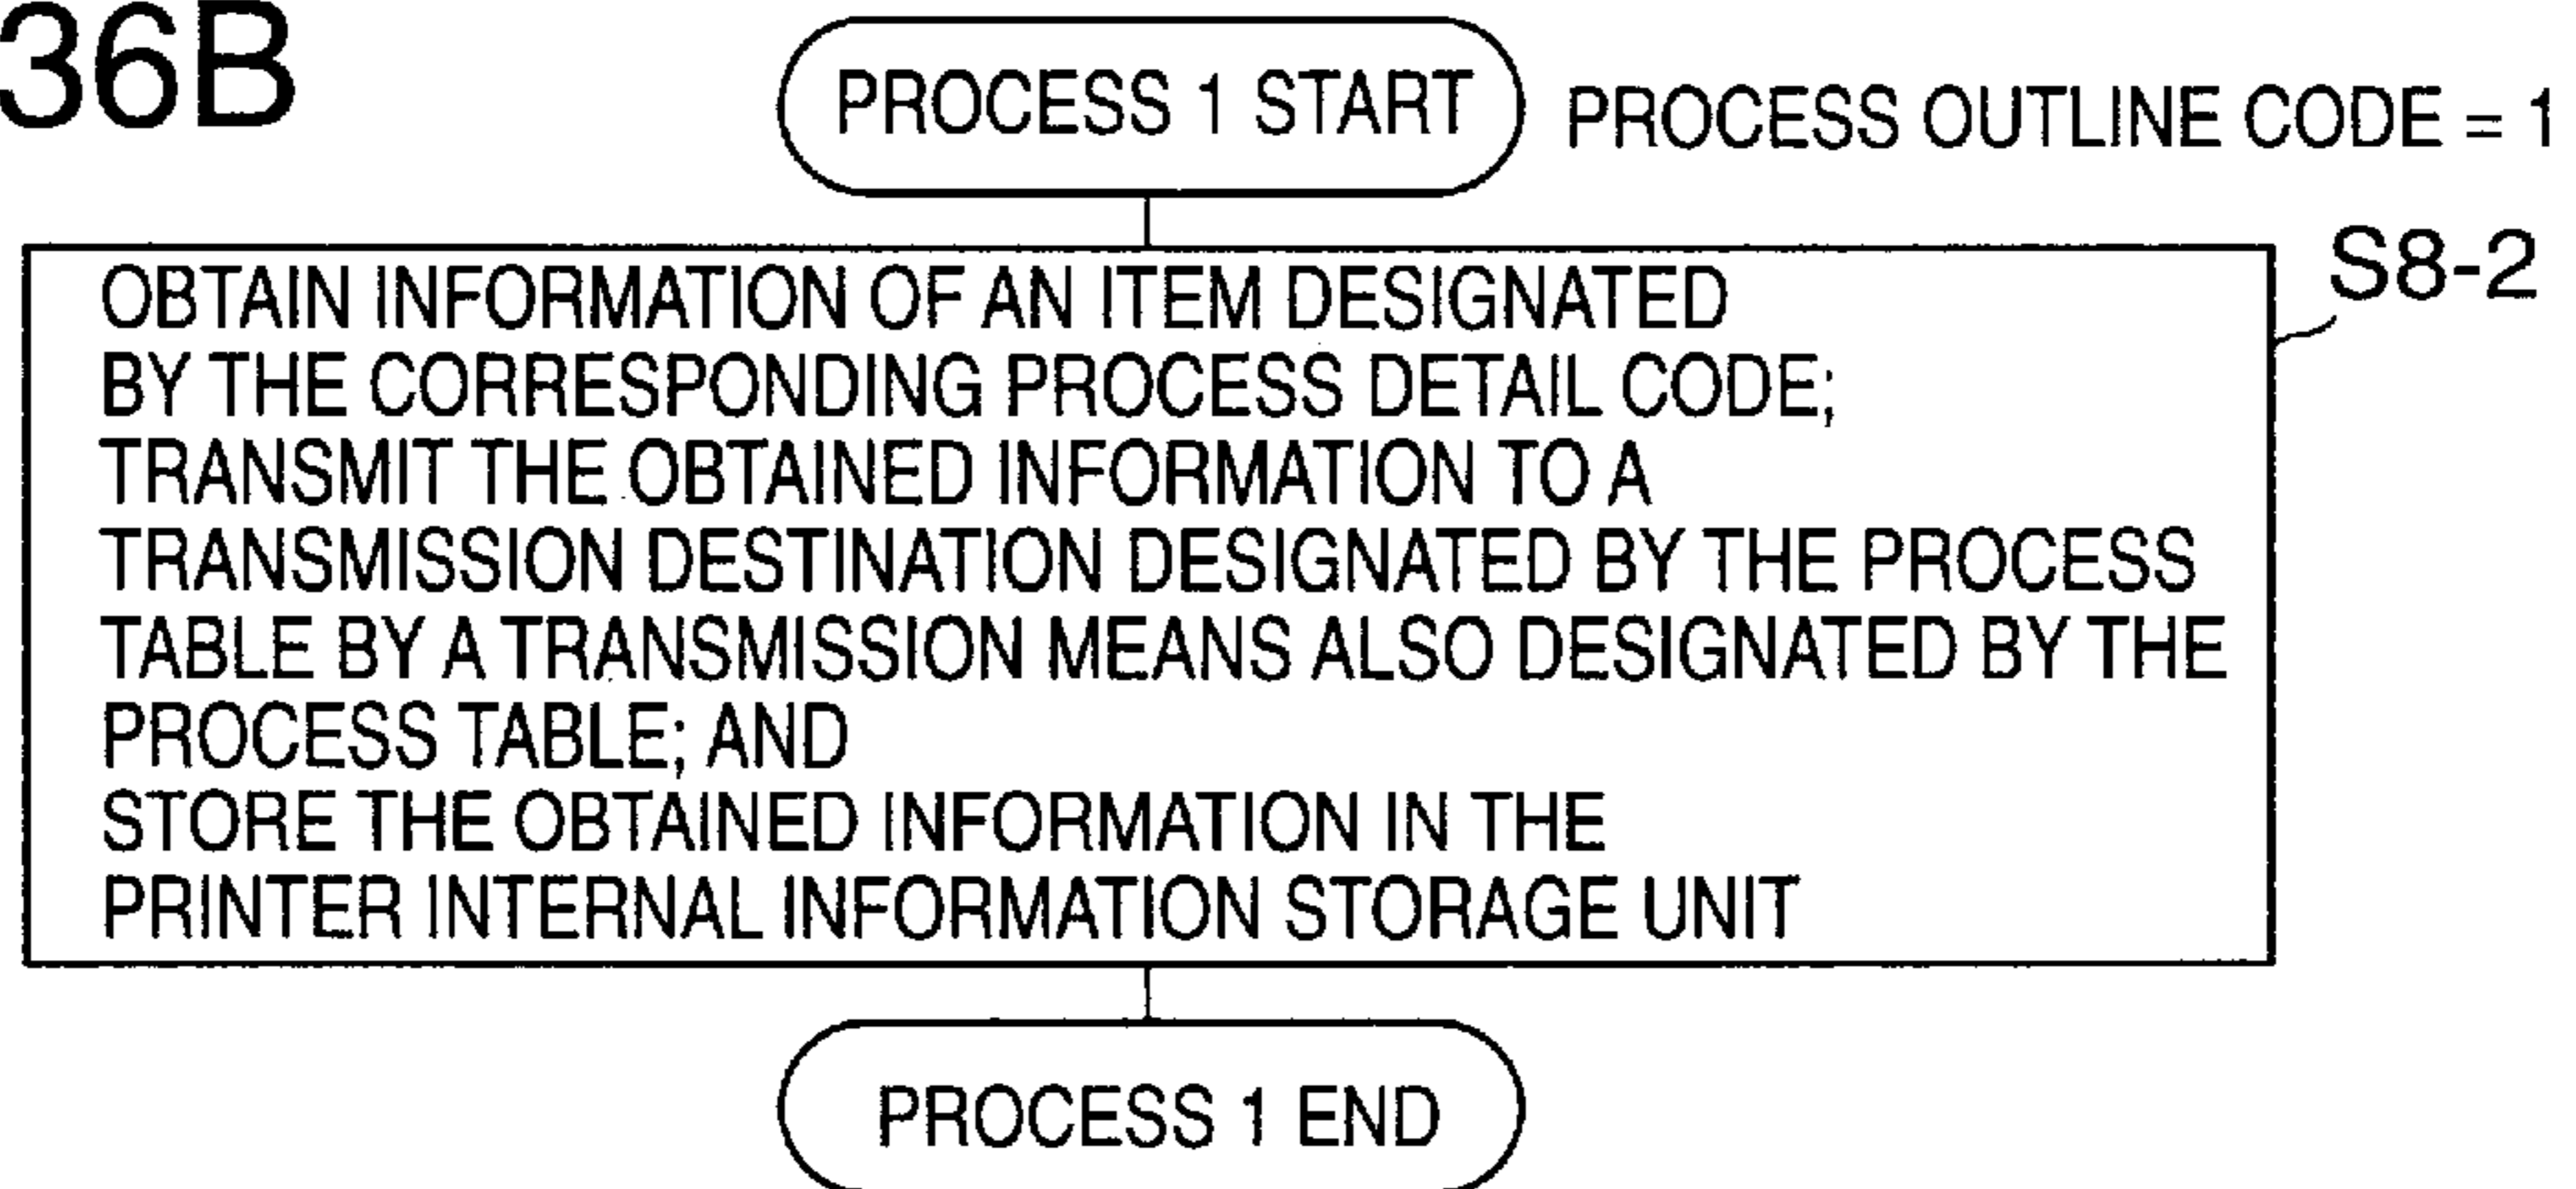 36B
PROCESS 1 START
PROCESS OUTLINE CODE = 1
S8-2
OBTAIN INFORMATION OF AN ITEM DESIGNATED
BY THE CORRESPONDING PROCESS DETAIL CODE;
TRANSMIT THE OBTAINED INFORMATION TO A
TRANSMISSION DESTINATION DESIGNATED BY THE PROCESS
TABLE BY A TRANSMISSION MEANS ALSO DESIGNATED BY THE
PROCESS TABLE; AND
STORE THE OBTAINED INFORMATION IN THE
PRINTER INTERNAL INFORMATION STORAGE UNIT
PROCESS 1 END